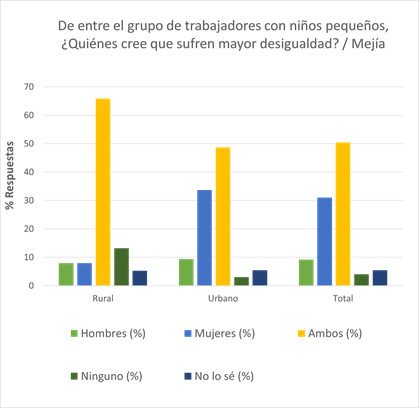 De entre el grupo de trabajadores con niños pequeños,
¿Quiénes cree que sufren mayor desigualdad? / Mejía
% Respuestas
70
60
50
40
30
20
10
0
Rural Urbano Total
Hombres (%) Mujeres (%) Ambos (%)
Ninguno (%) No lo sé (%)